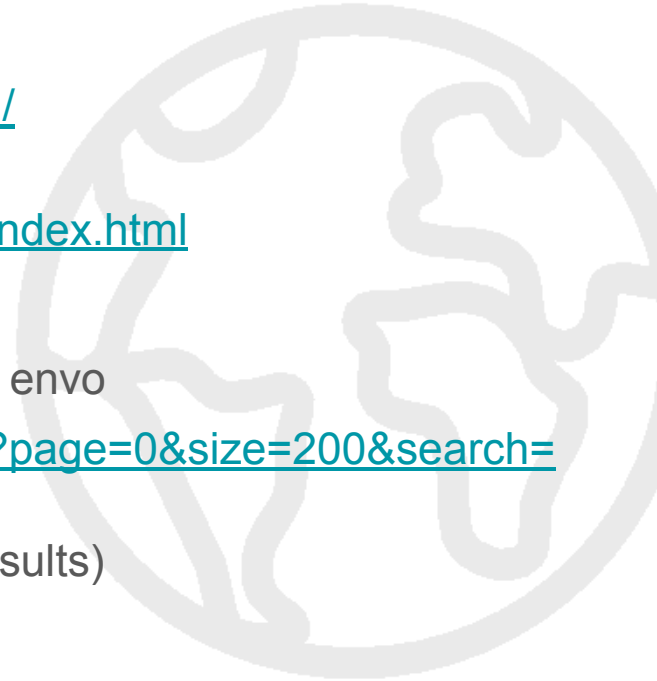 /
ndex.html
envo
?page=0&size=200&search=
sults)